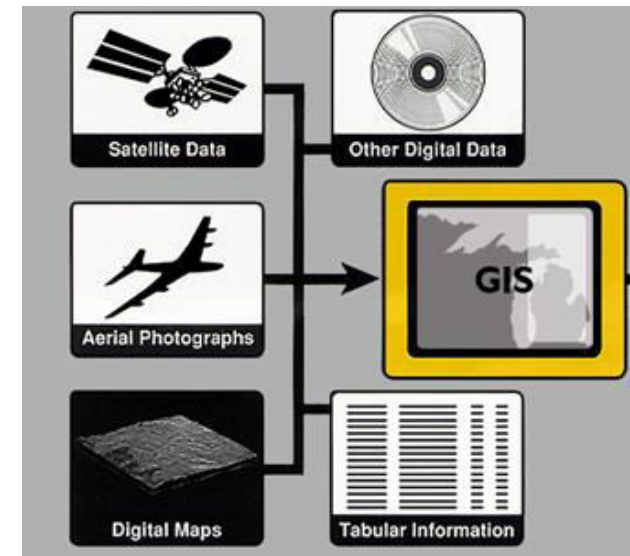 Satellite Data
Other Digital Data
Aerial Photographs
GIS
Digital Maps
Tabular Information